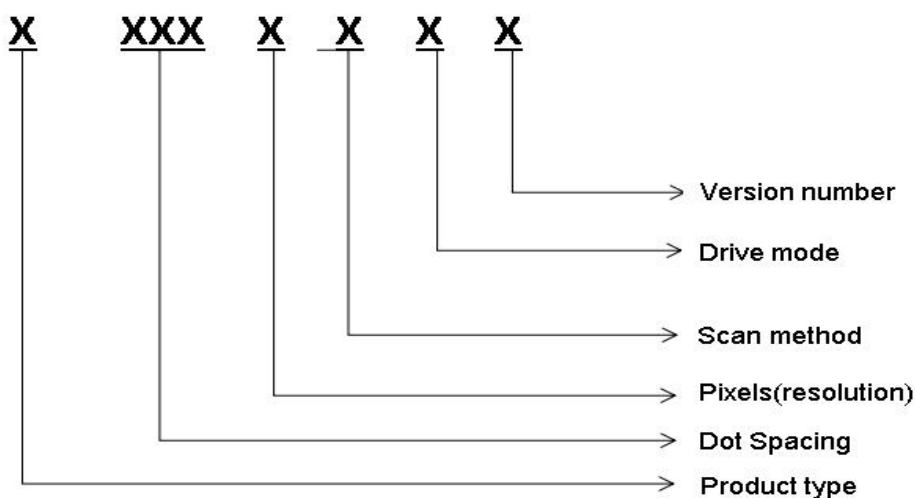 X XXX X X X X
Version number
Drive mode
Scan method
Pixels(resolution)
Dot Spacing
Product type